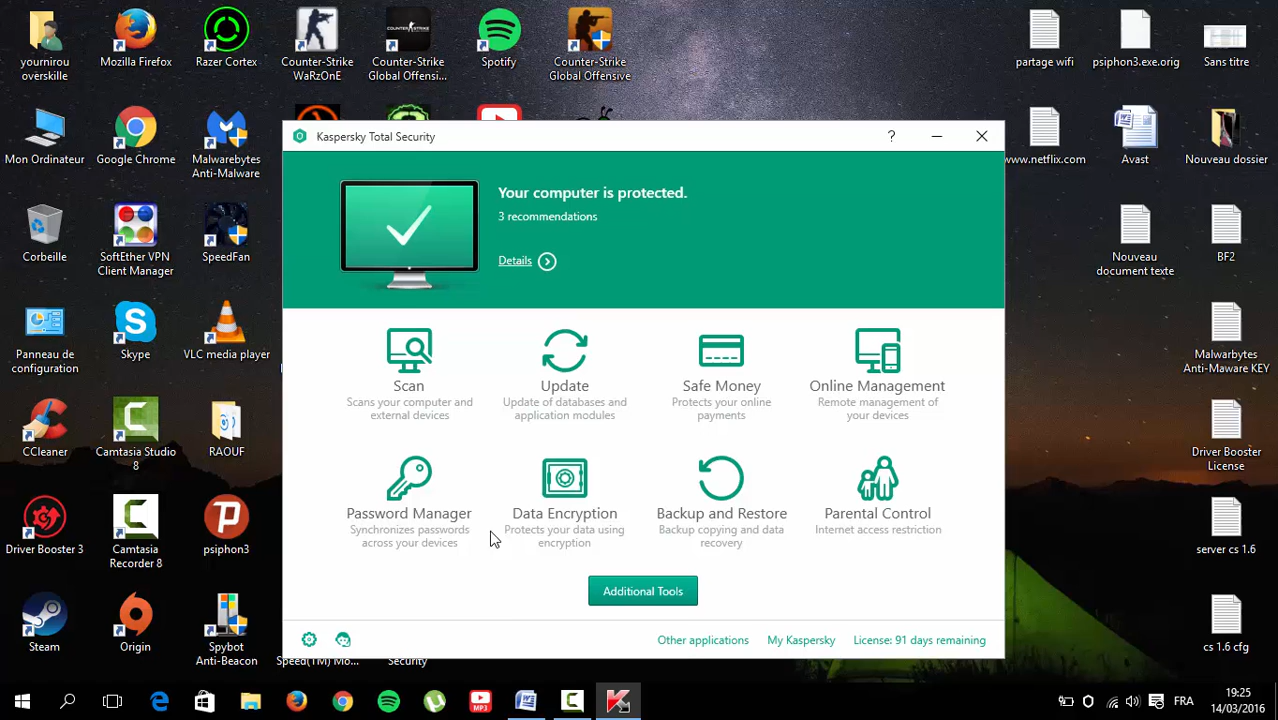 yournirou
overskille
Mozilla Firefox
Razer Cortex
Counter-Strike
WaRzOnE
COUNTER STRIKE
Counter-Strike
Global Offensi...
Spotify
Counter-Strike
Global Offensive
partage wifi
psiphon3.exe.orig
Sans titre
Mon Ordinateur
Google Chrome
Malwarebytes
Anti-Malware
www.netflix.com
Avast
Nouveau dossier
Corbeille
SoftEther VPN
Client Manager
SpeedFan
Nouveau
document texte
BF2
Panneau de
configuration
Skype
VLC media player
Malwarebytes
Anti-Maware KEY
CCleaner
Camtasia Studio
8
RAOUF
Driver Booster
License
Driver Booster 3
Camtasia
Recorder 8
psiphon3
server cs 1.6
Steam
Origin
Spybot
Anti-Beacon
Speed(TM) Mo...
Security
cs 1.6 cfg
Kaspersky Total Security
?
Your computer is protected.
3 recommendations
Details
Scan
Scans your computer and
external devices
Update
Update of databases and
application modules
Safe Money
Protects your online
payments
Online Management
Remote management of
your devices
Password Manager
Synchronizes passwords
across your devices
Data Encryption
Protects your data using
encryption
Backup and Restore
Backup copying and data
recovery
Parental Control
Internet access restriction
Additional Tools
Other applications
My Kaspersky
License: 91 days remaining
MP3
FRA
19:25
14/03/2016